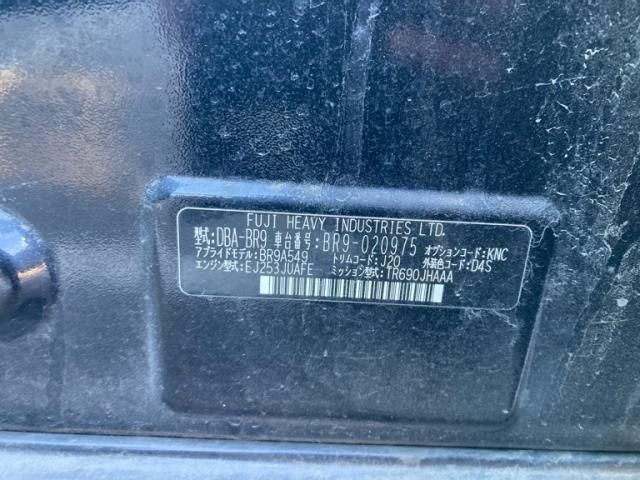 FUJI HEAVY INDUSTRIES LTD.
型式:DBA-BR9 車台番号:BR9-020975 オプションコード:KNC
アプライドモデル:BR9A549 トリムコード:J20 外装色コード:D4S
エンジン型式:EJ253JUAFE ミッション型式:TR690JHAAA